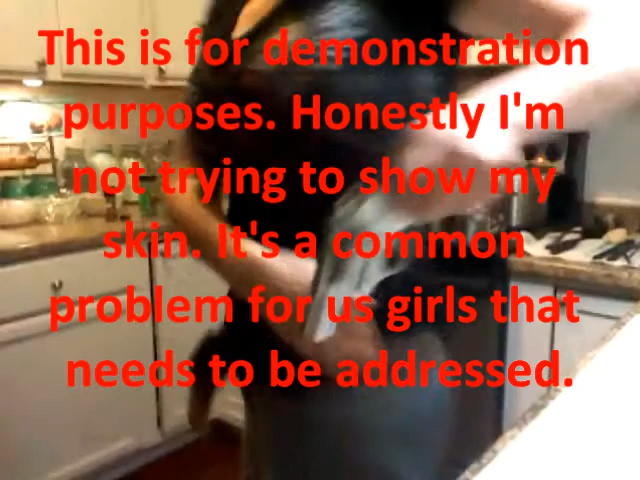 This is for demonstration
purposes. Honestly I'm
not trying to show my
skin. It's a common
problem for us girls that
needs to be addressed.